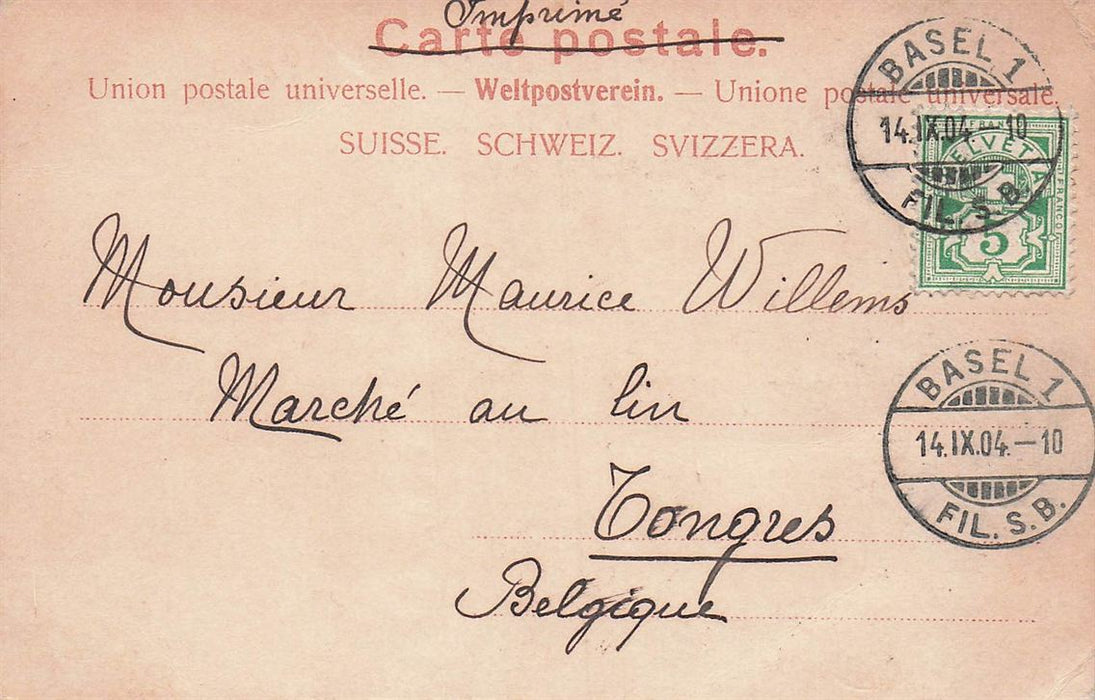 Imprimé
Carte postale.
Union postale universelle. — Weltpostverein. — Unione postale universale.
SUISSE. SCHWEIZ. SVIZZERA.
BASEL 1
14.IX.04.–10
FIL. S. B.
HELVETIA
FRANCO
5
Monsieur Maurice Willems
Marché au lin
Tongres
Belgique
BASEL 1
14.IX.04.–10
FIL. S. B.